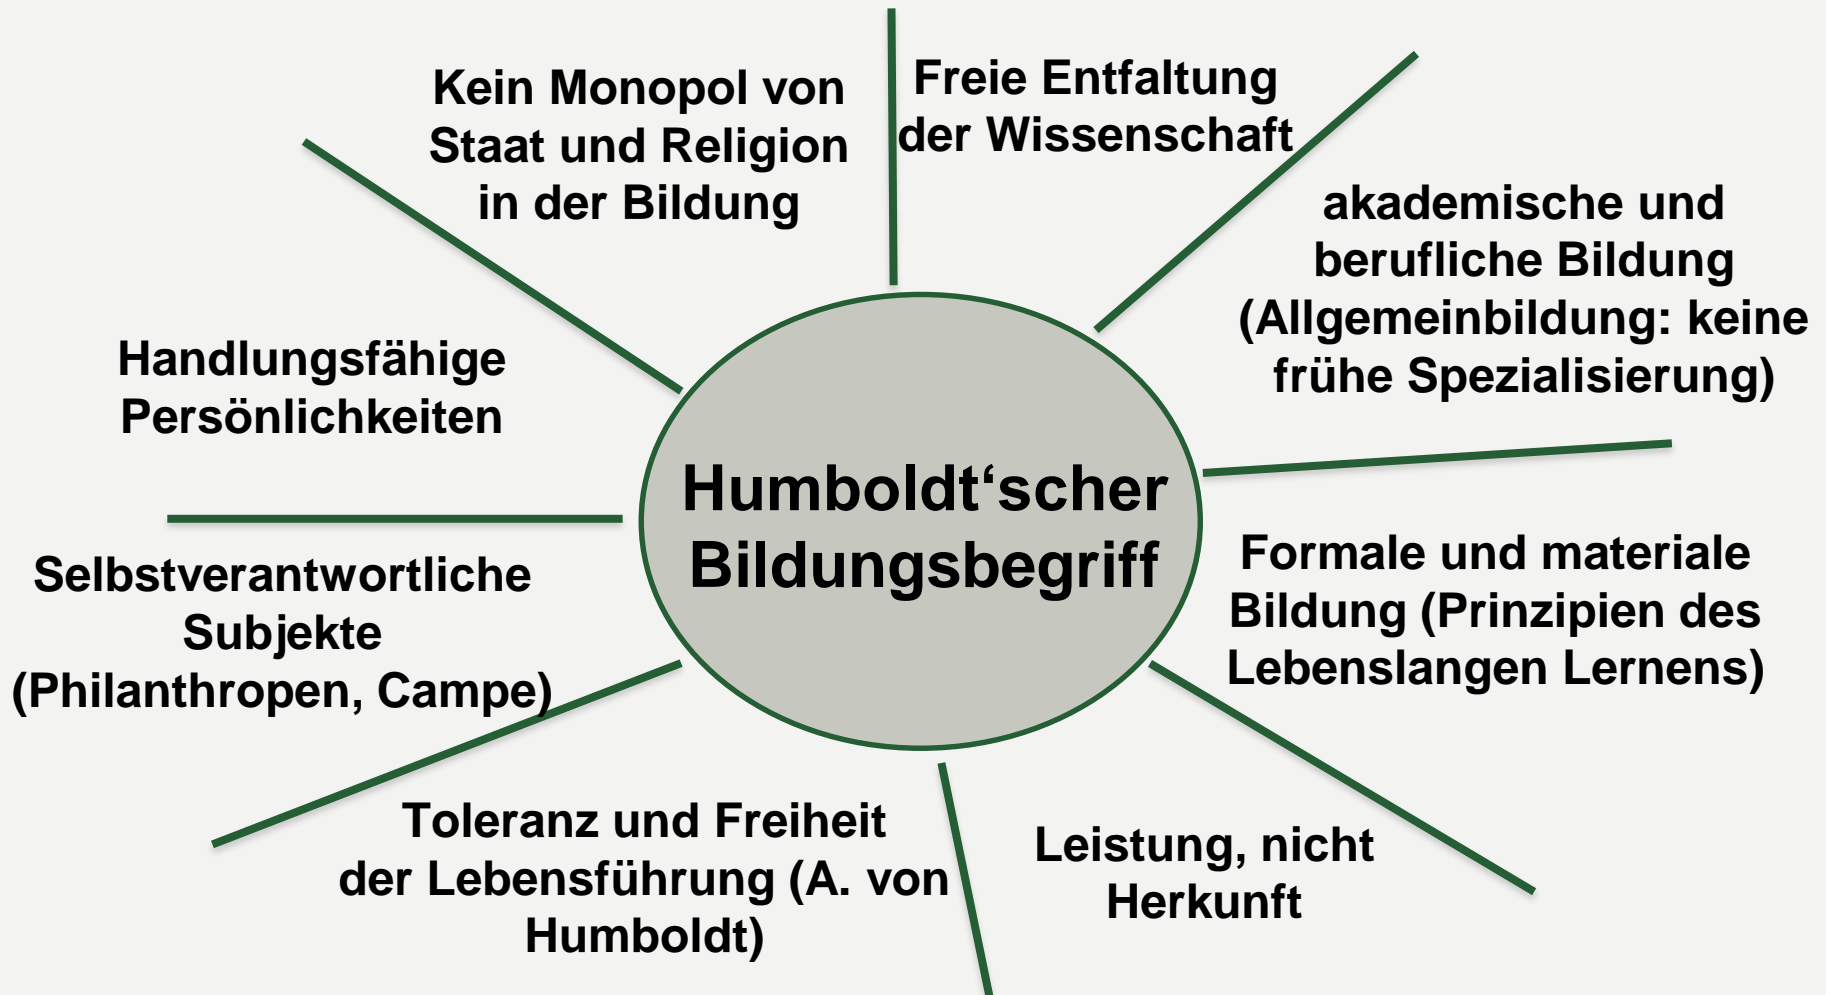 Kein Monopol von
Staat und Religion
in der Bildung
Freie Entfaltung
der Wissenschaft
akademische und
berufliche Bildung
(Allgemeinbildung: keine
frühe Spezialisierung)
Handlungsfähige
Persönlichkeiten
Humboldt‘scher
Bildungsbegriff
Formale und materiale
Bildung (Prinzipien des
Lebenslangen Lernens)
Selbstverantwortliche
Subjekte
(Philanthropen, Campe)
Toleranz und Freiheit
der Lebensführung (A. von
Humboldt)
Leistung, nicht
Herkunft